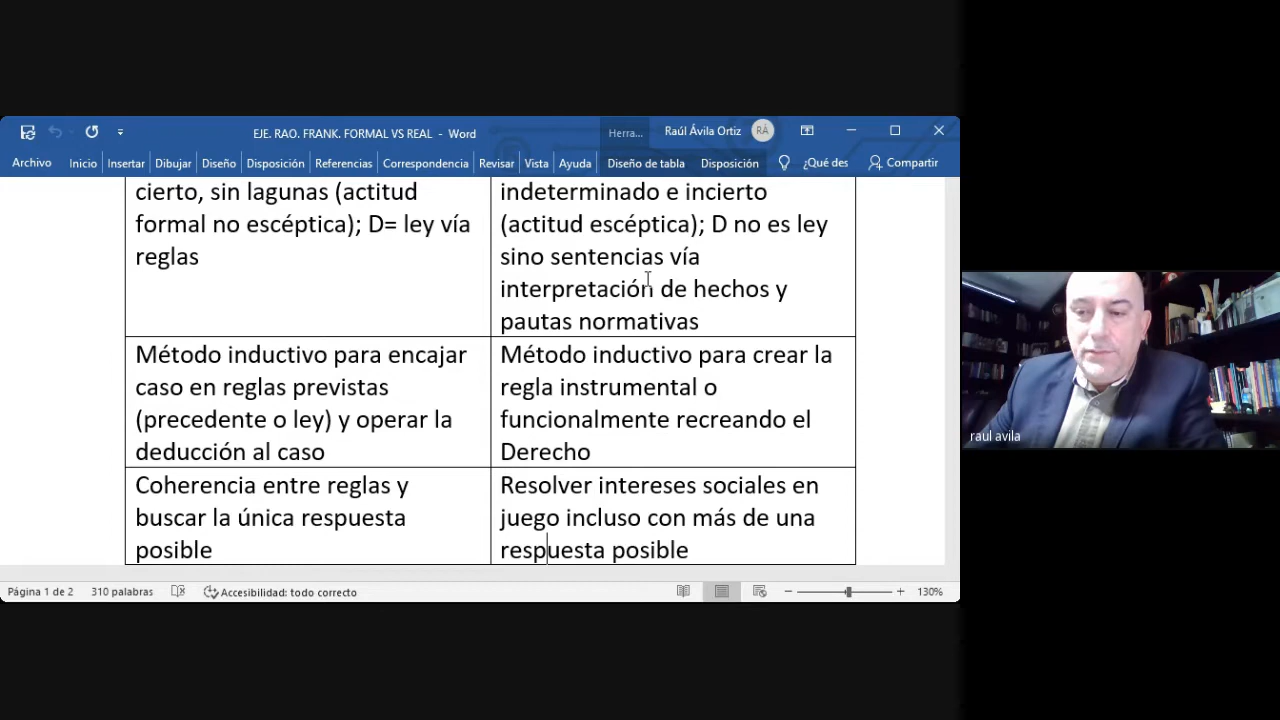 EJE. RAO. FRANK. FORMAL VS REAL - Word
Herra...
Raúl Ávila Ortiz
RÁ
Archivo
Inicio
Insertar
Dibujar
Diseño
Disposición
Referencias
Correspondencia
Revisar
Vista
Ayuda
Diseño de tabla
Disposición
¿Qué des
Compartir
cierto, sin lagunas (actitud
formal no escéptica); D= ley vía
reglas
indeterminado e incierto
(actitud escéptica); D no es ley
sino sentencias vía
interpretación de hechos y
pautas normativas
Método inductivo para encajar
caso en reglas previstas
(precedente o ley) y operar la
deducción al caso
Método inductivo para crear la
regla instrumental o
funcionalmente recreando el
Derecho
Coherencia entre reglas y
buscar la única respuesta
posible
Resolver intereses sociales en
juego incluso con más de una
respuesta posible
raul avila
Página 1 de 2
310 palabras
Accesibilidad: todo correcto
130%